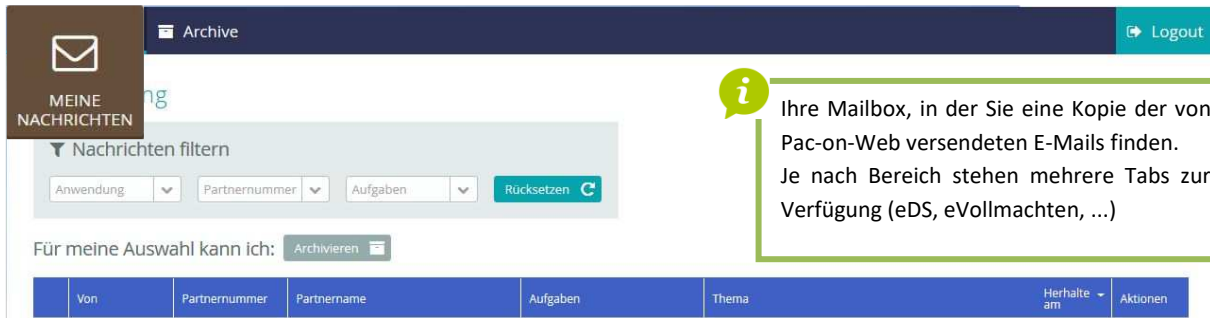 Archive
Logout
MEINE
NACHRICHTEN
ng
Nachrichten filtern
Anwendung
Partnernummer
Aufgaben
Rücksetzen
Für meine Auswahl kann ich:
Archivieren
i
Ihre Mailbox, in der Sie eine Kopie der von
Pac-on-Web versendeten E-Mails finden.
Je nach Bereich stehen mehrere Tabs zur
Verfügung (eDS, eVollmachten, ...)
Von
Partnernummer
Partnername
Aufgaben
Thema
Herhalte
am
Aktionen